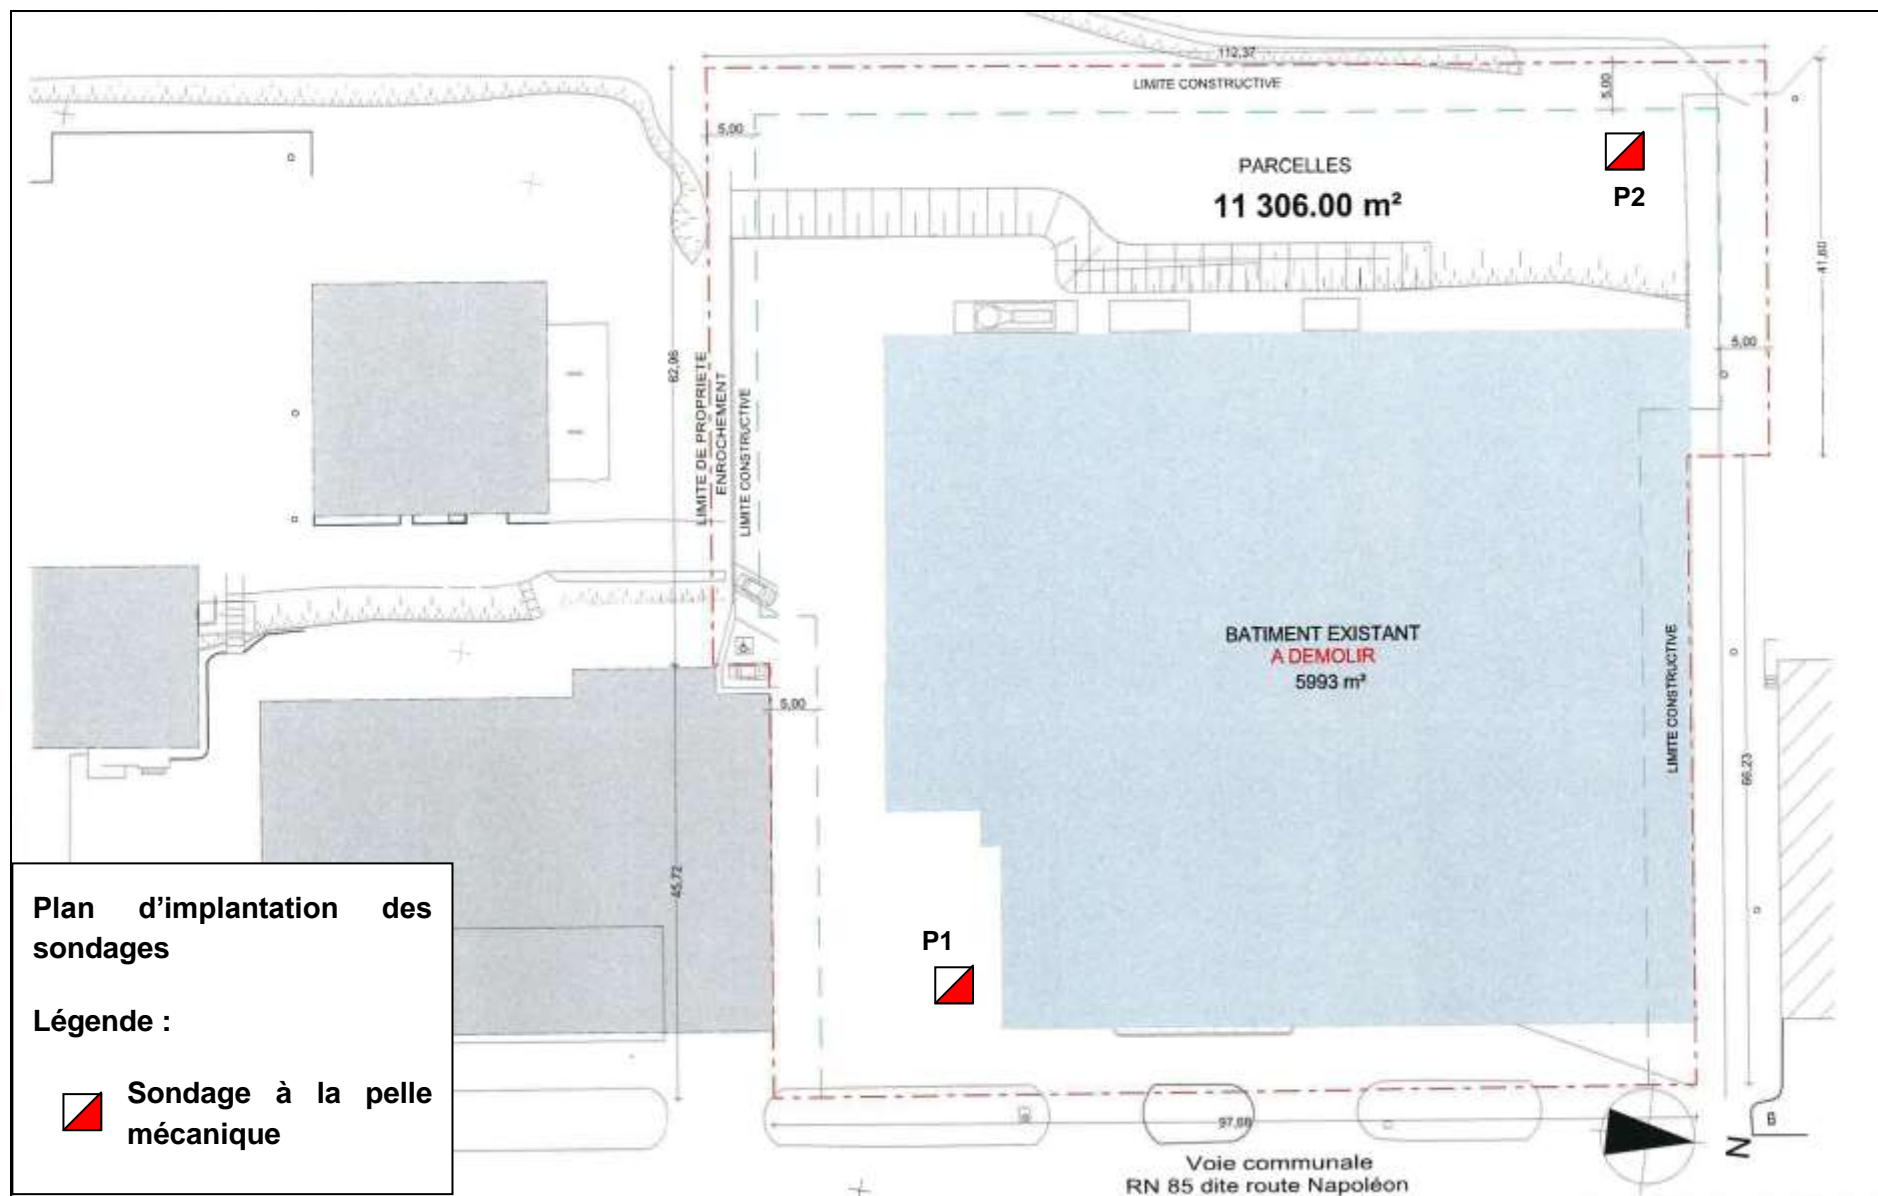 112,37
LIMITE CONSTRUCTIVE
5,00
5,00
PARCELLES
11 306.00 m²
P2
41,60
5,00
62,96
LIMITE DE PROPRIETE
ENROCHEMENT
LIMITE CONSTRUCTIVE
BATIMENT EXISTANT
A DEMOLIR
5993 m²
LIMITE CONSTRUCTIVE
5,00
66,23
45,72
P1
Plan d’implantation des
sondages
Légende :
Sondage à la pelle
mécanique
97,68
B
N
Voie communale
RN 85 dite route Napoléon